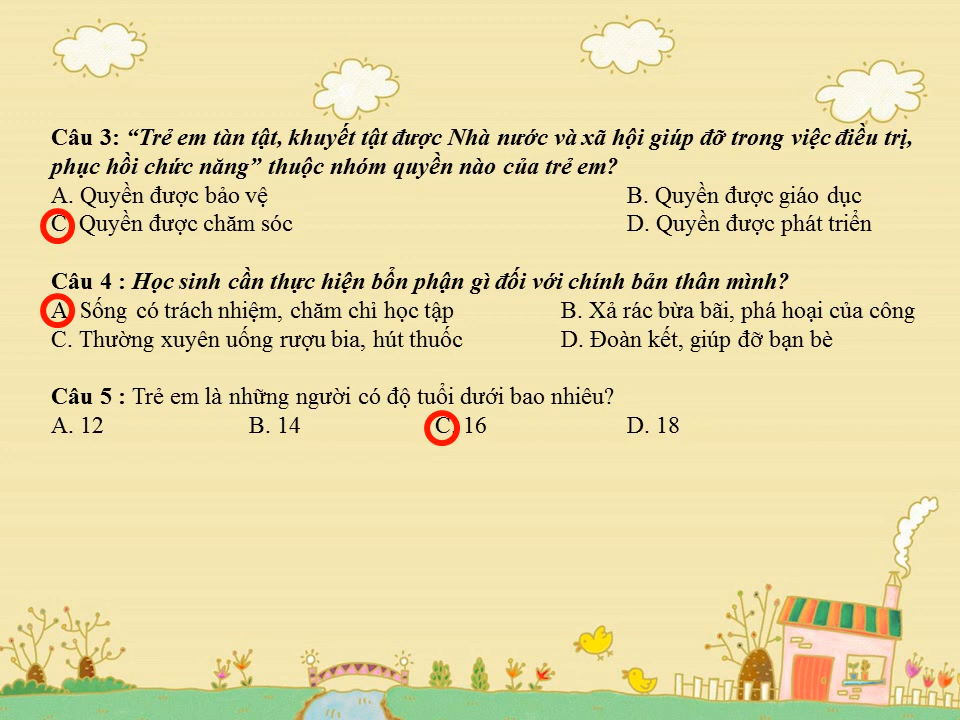 Câu 3: “Trẻ em tàn tật, khuyết tật được Nhà nước và xã hội giúp đỡ trong việc điều trị,
phục hồi chức năng” thuộc nhóm quyền nào của trẻ em?
A. Quyền được bảo vệ B. Quyền được giáo dục
C. Quyền được chăm sóc D. Quyền được phát triển
Câu 4 : Học sinh cần thực hiện bổn phận gì đối với chính bản thân mình?
A. Sống có trách nhiệm, chăm chỉ học tập B. Xả rác bừa bãi, phá hoại của công
C. Thường xuyên uống rượu bia, hút thuốc D. Đoàn kết, giúp đỡ bạn bè
Câu 5 : Trẻ em là những người có độ tuổi dưới bao nhiêu?
A. 12 B. 14 C. 16 D. 18